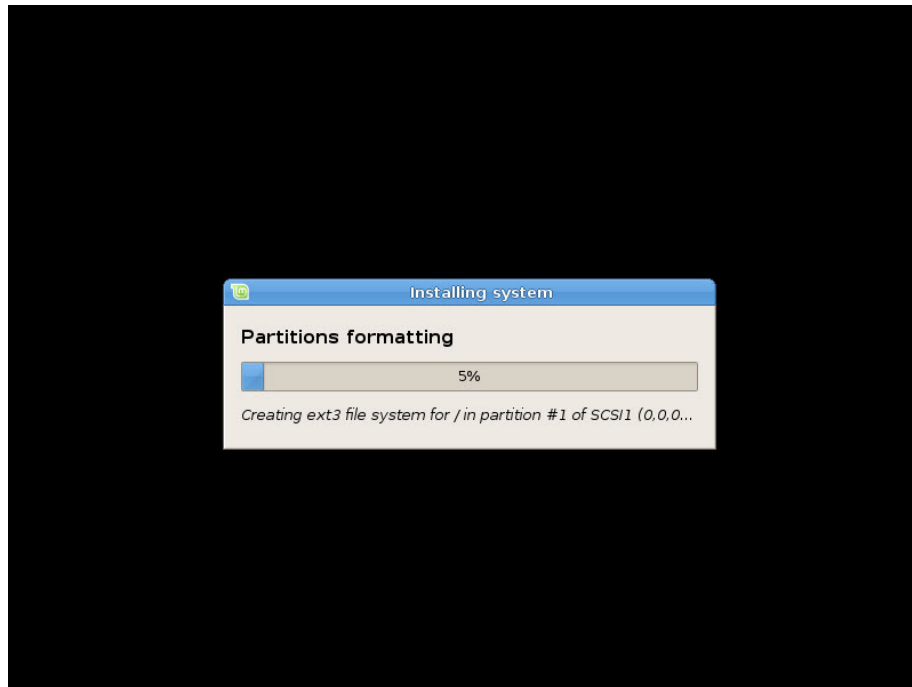 Installing system
Partitions formatting
5%
Creating ext3 file system for / in partition #1 of SCSI1 (0,0,0...